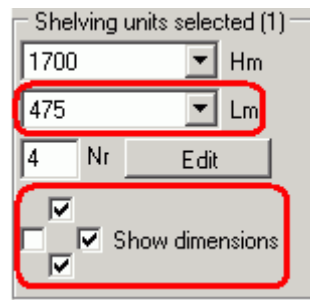 Shelving units selected (1)
1700 Hm
475 Lm
4 Nr Edit
Show dimensions